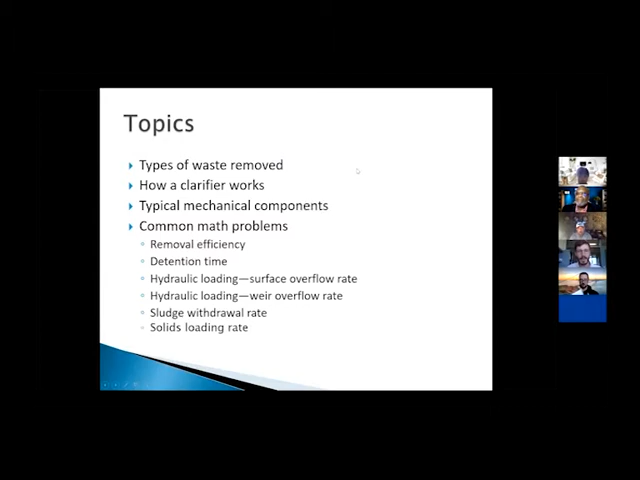 Topics
Types of waste removed
How a clarifier works
Typical mechanical components
Common math problems
Removal efficiency
Detention time
Hydraulic loading—surface overflow rate
Hydraulic loading—weir overflow rate
Sludge withdrawal rate
Solids loading rate